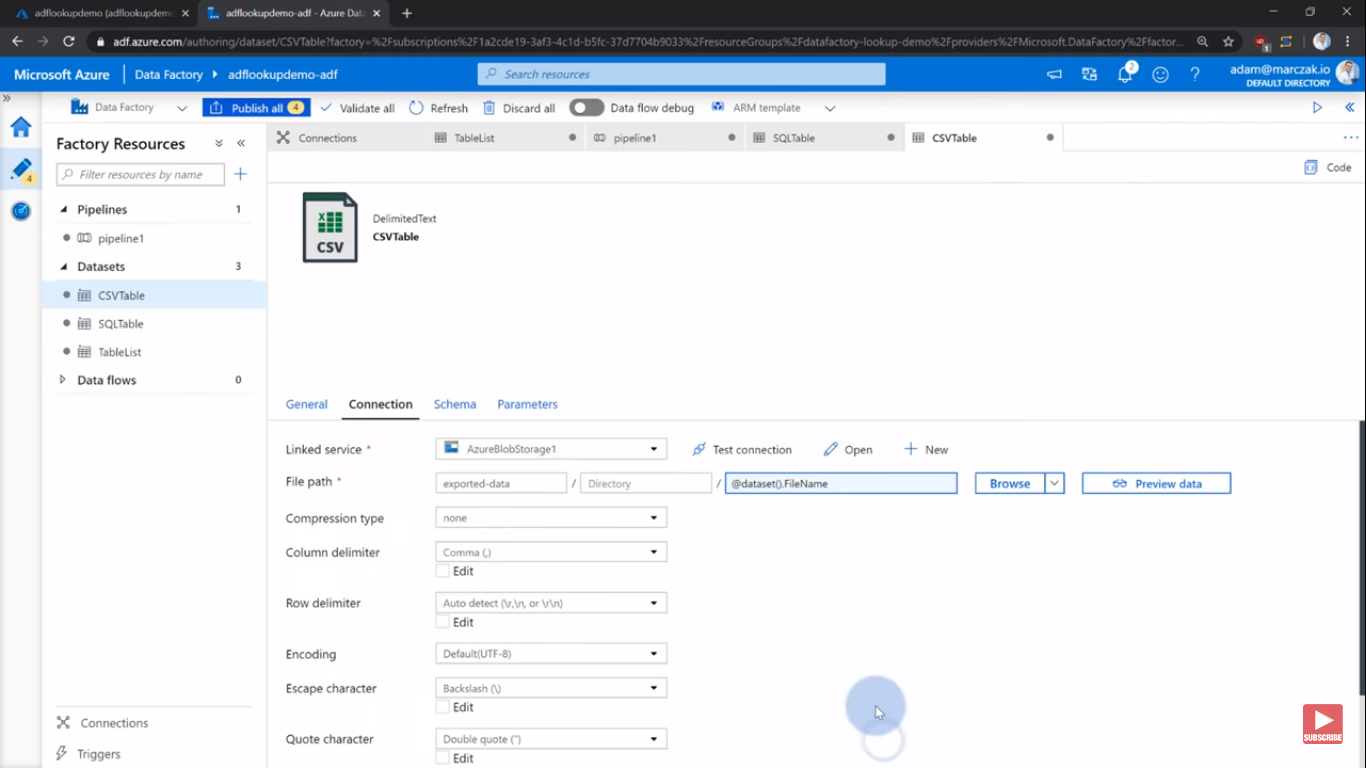 adflookupdemo (adflookupdemo
adflookupdemo-adf - Azure Data
adf.azure.com/authoring/dataset/CSVTable?factory=%2Fsubscriptions%2F1a2cde19-3af3-4c1d-b5fc-37d7704b9033%2FresourceGroups%2Fdatafactory-lookup-demo%2Fproviders%2FMicrosoft.DataFactory%2Ffactor...
Microsoft Azure
Data Factory
adflookupdemo-adf
Search resources
2
?
adam@marczak.io
DEFAULT DIRECTORY
Data Factory
Publish all 4
Validate all
Refresh
Discard all
Data flow debug
ARM template
4
Factory Resources
Filter resources by name
Pipelines 1
pipeline1
Datasets 3
CSVTable
SQLTable
TableList
Data flows 0
Connections
Triggers
Connections
TableList
pipeline1
SQLTable
CSVTable
Code
X
CSV
DelimitedText
CSVTable
General
Connection
Schema
Parameters
Linked service *
AzureBlobStorage1
Test connection
Open
New
File path *
exported-data / Directory / @dataset().FileName
Browse
Preview data
Compression type
none
Column delimiter
Comma (,)
Edit
Row delimiter
Auto detect (\r,\n, or \r\n)
Edit
Encoding
Default(UTF-8)
Escape character
Backslash (\)
Edit
Quote character
Double quote (")
Edit
SUBSCRIBE